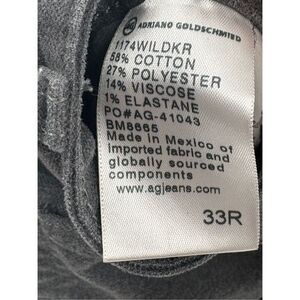 AG ADRIANO GOLDSCHMIED
1174WILDKR
58% COTTON
27% POLYESTER
14% VISCOSE
1% ELASTANE
PO#AG-41043
BM8665
Made in Mexico of
imported fabric and
globally sourced
components
www.agjeans.com
33R